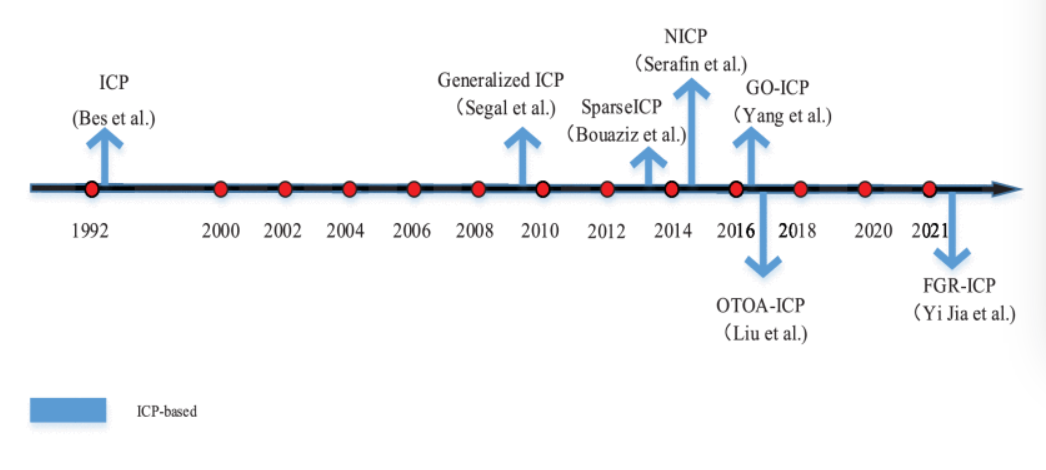 NICP
（Serafin et al.)
ICP
(Bes et al.)
Generalized ICP
（Segal et al.)
SparseICP
（Bouaziz et al.)
GO-ICP
（Yang et al.)
1992 2000 2002 2004 2006 2008 2010 2012 2014 2016 2018 2020 2021
OTOA-ICP
（Liu et al.)
FGR-ICP
（Yi Jia et al.)
ICP-based